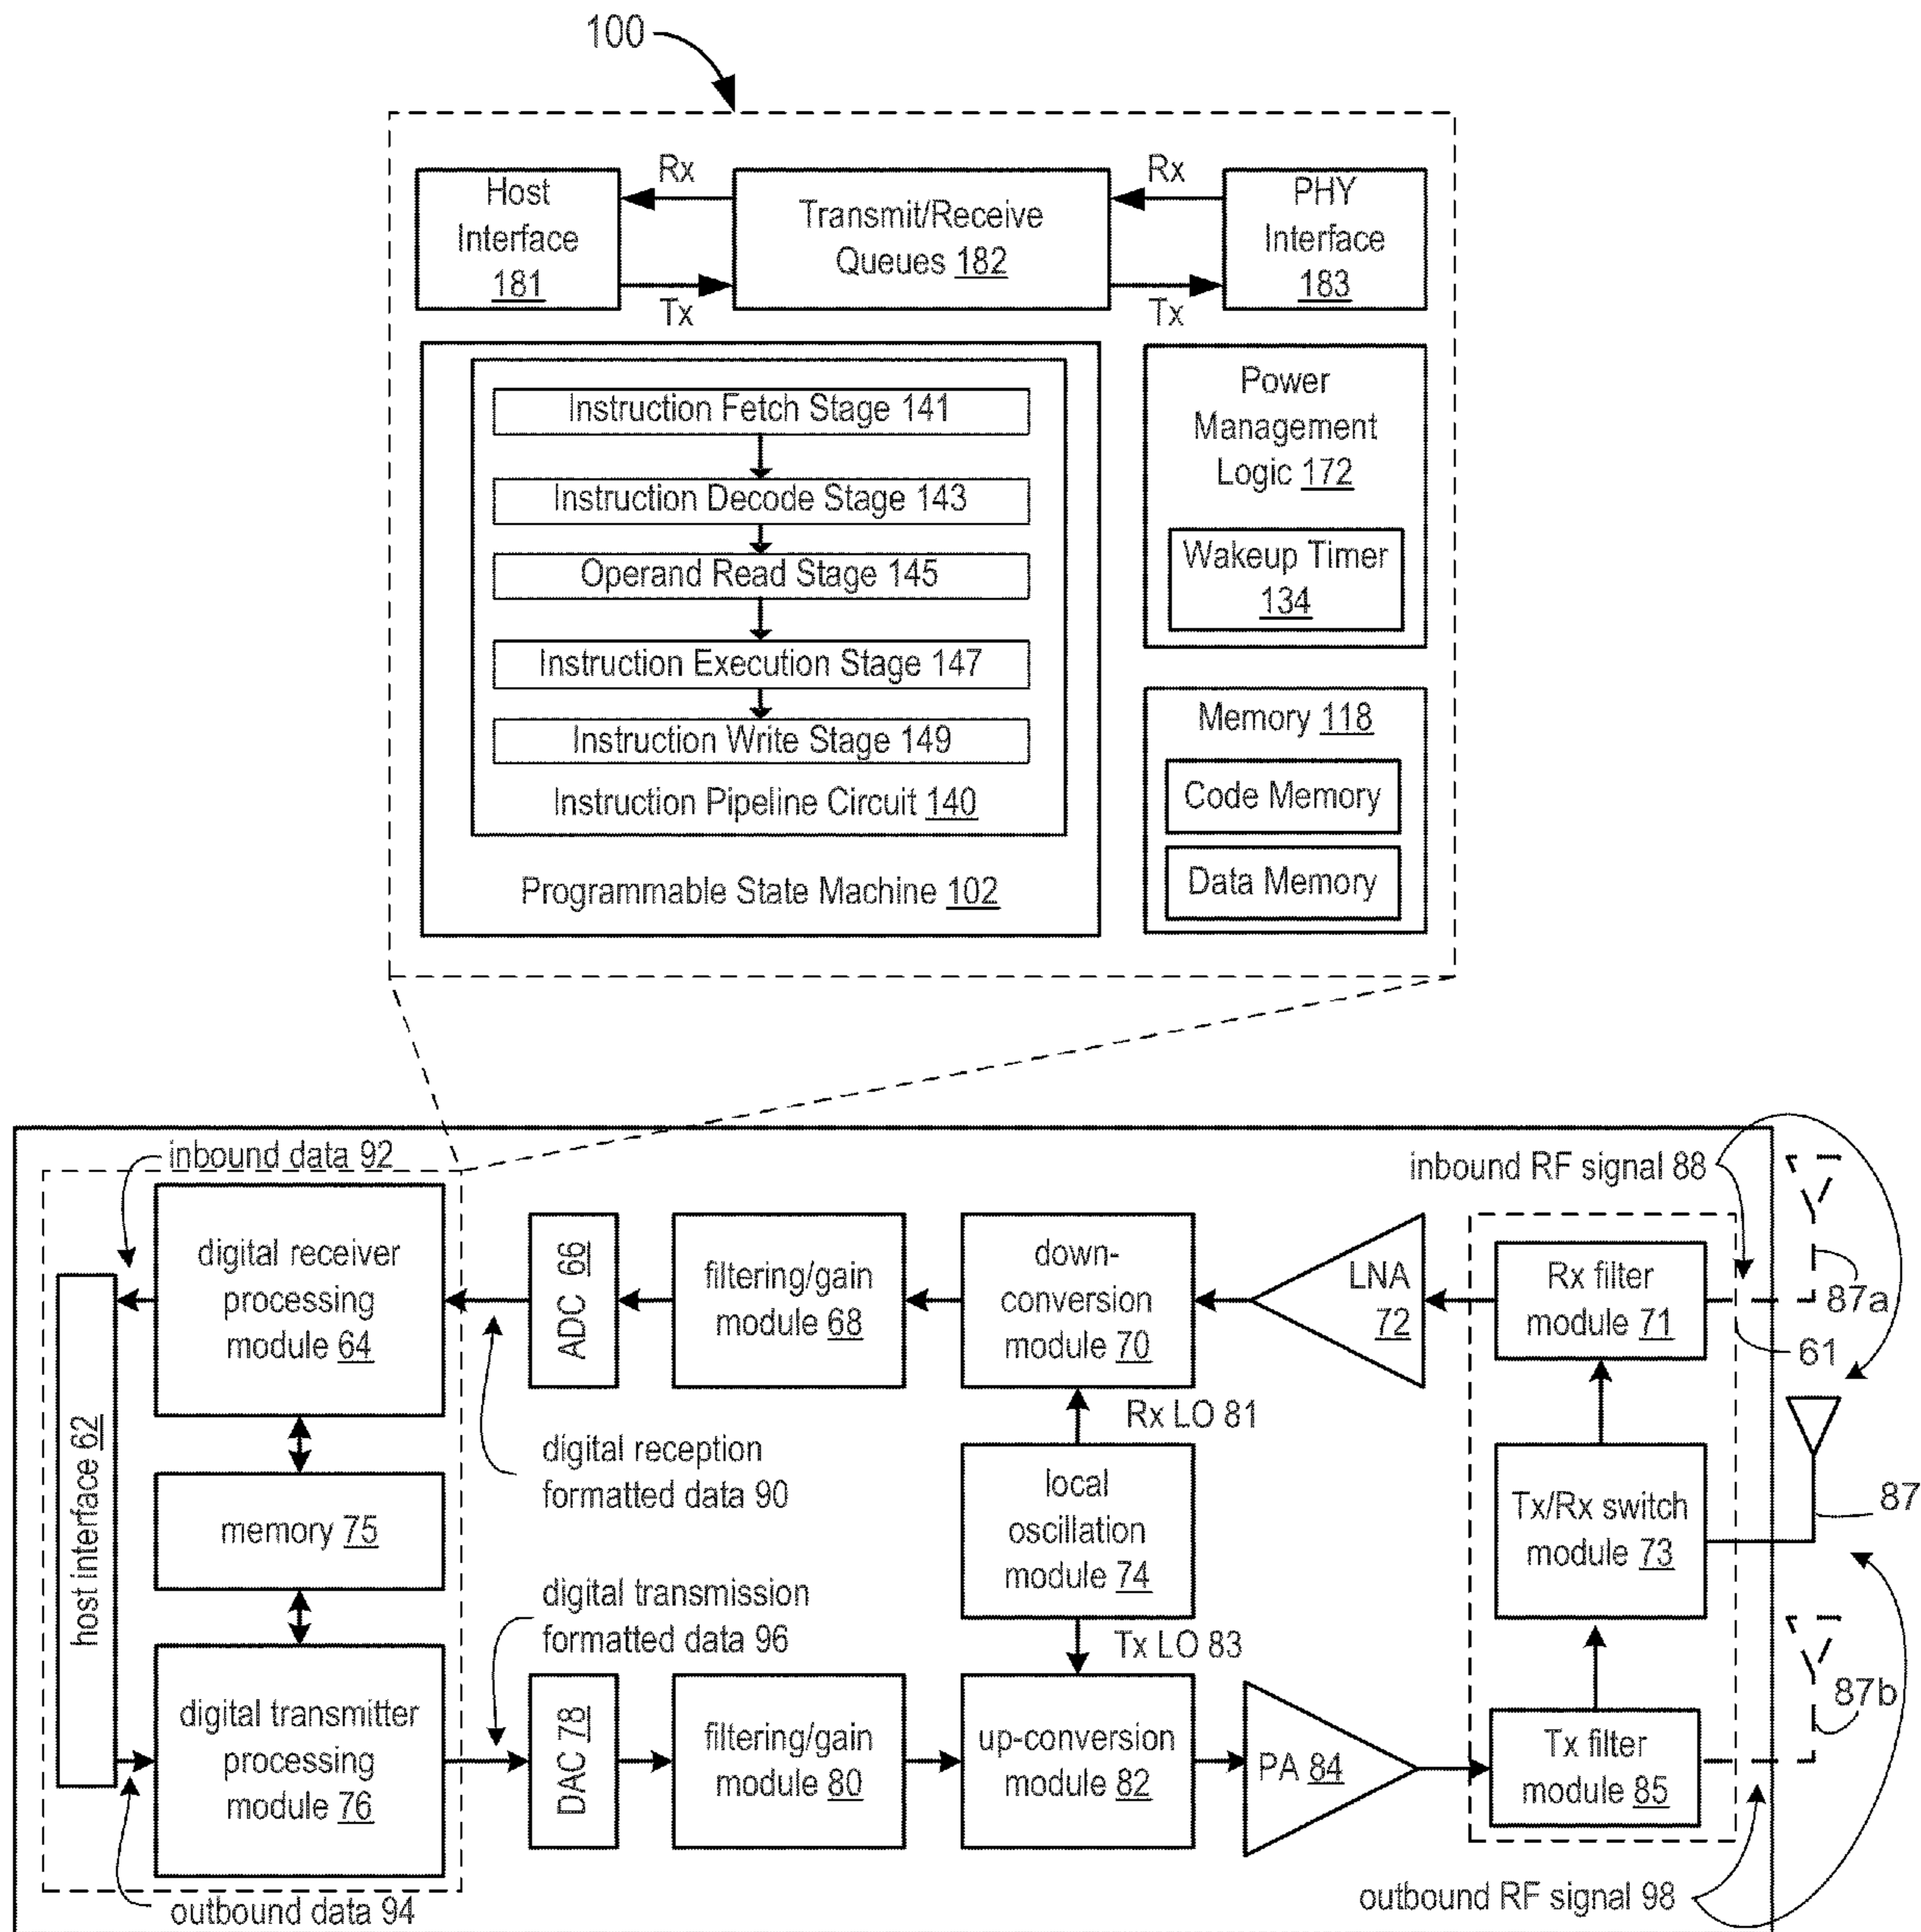 100
Host
Interface
181
Rx
Tx
Transmit/Receive
Queues 182
Rx
Tx
PHY
Interface
183
Instruction Fetch Stage 141
Instruction Decode Stage 143
Operand Read Stage 145
Instruction Execution Stage 147
Instruction Write Stage 149
Instruction Pipeline Circuit 140
Programmable State Machine 102
Power
Management
Logic 172
Wakeup Timer
134
Memory 118
Code Memory
Data Memory
inbound data 92
inbound RF signal 88
host interface 62
digital receiver
processing
module 64
ADC 66
filtering/gain
module 68
down-
conversion
module 70
LNA
72
Rx filter
module 71
87a
61
Rx LO 81
digital reception
formatted data 90
memory 75
local
oscillation
module 74
Tx/Rx switch
module 73
87
digital transmission
formatted data 96
Tx LO 83
digital transmitter
processing
module 76
DAC 78
filtering/gain
module 80
up-conversion
module 82
PA 84
Tx filter
module 85
87b
outbound data 94
outbound RF signal 98